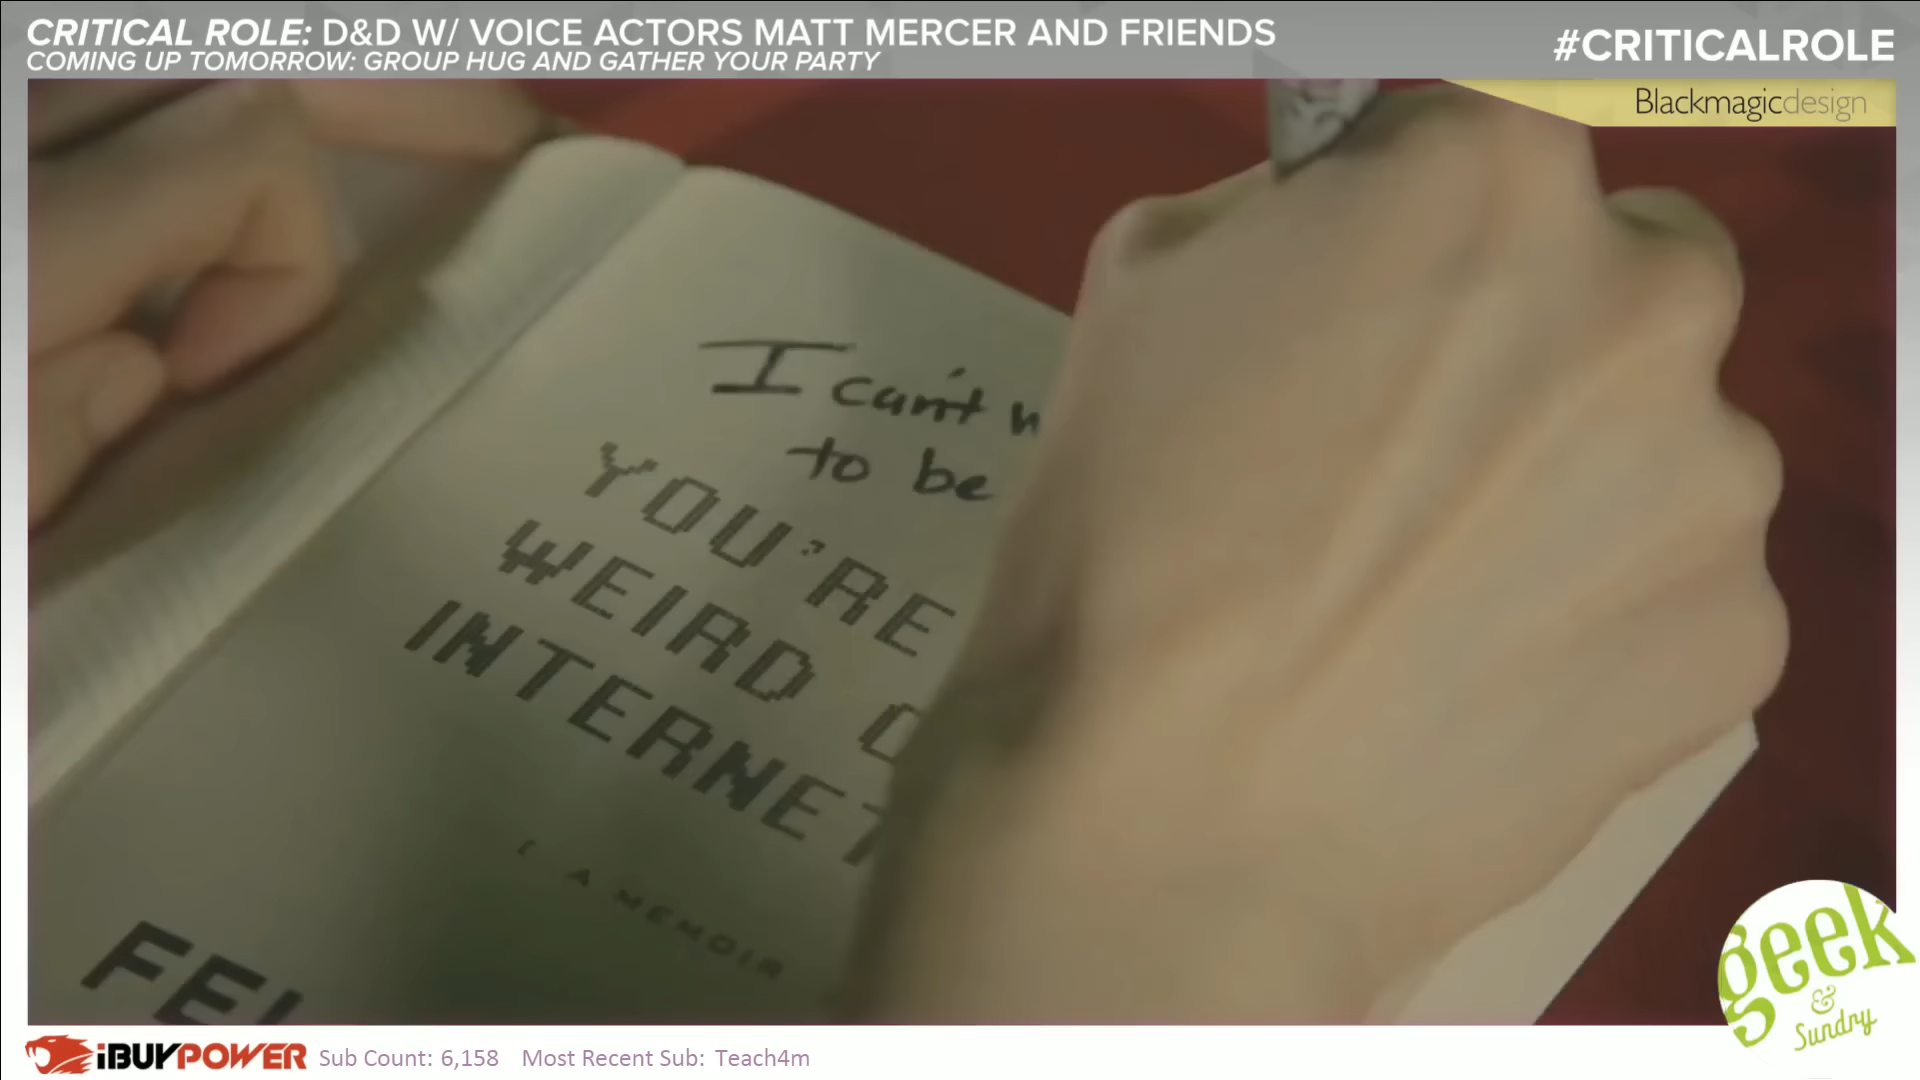 CRITICAL ROLE: D&D W/ VOICE ACTORS MATT MERCER AND FRIENDS
COMING UP TOMORROW: GROUP HUG AND GATHER YOUR PARTY
#CRITICALROLE
Blackmagicdesign
I can't w
to be
YOU'RE
WEIRD O
INTERNET
A MEMOIR
FEL
geek
&
Sundry
iBUYPOWER Sub Count: 6,158 Most Recent Sub: Teach4m